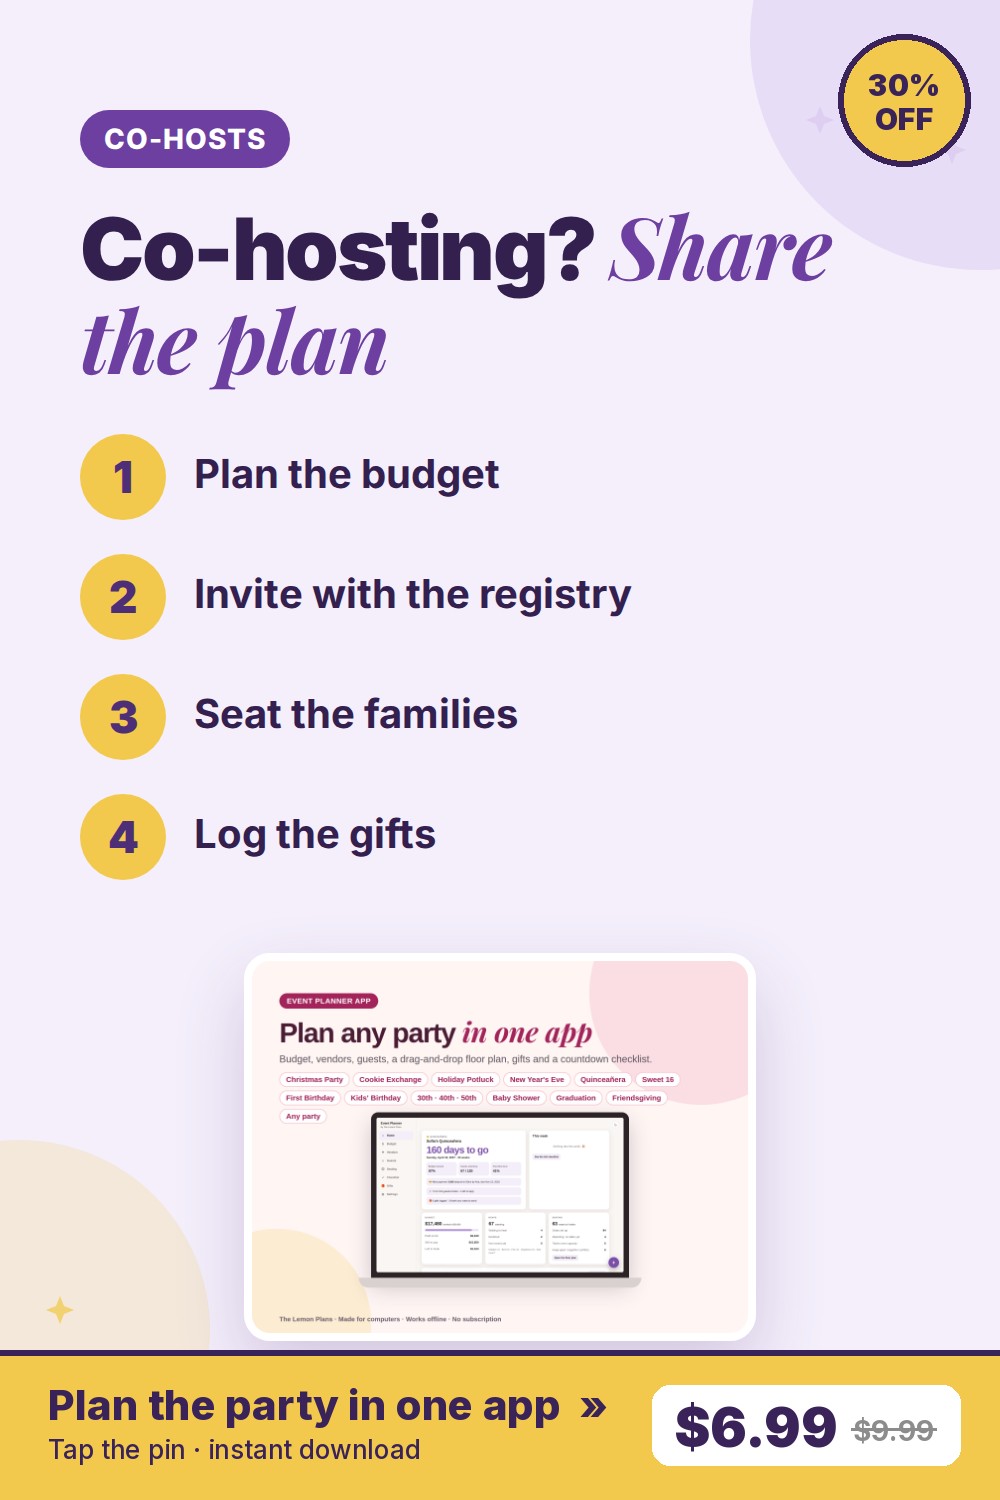 30%
OFF
CO-HOSTS
Co-hosting? Share
the plan
1 Plan the budget
2 Invite with the registry
3 Seat the families
4 Log the gifts
EVENT PLANNER APP
Plan any party in one app
Budget, vendors, guests, a drag-and-drop floor plan, gifts and a countdown checklist.
Christmas Party Cookie Exchange Holiday Potluck New Year's Eve Quinceañera Sweet 16
First Birthday Kids' Birthday 30th · 40th · 50th Baby Shower Graduation Friendsgiving
Any party
Event Planner
160 days to go
This week
The Lemon Plans · Made for computers · Works offline · No subscription
Plan the party in one app »
Tap the pin · instant download
$6.99 $9.99